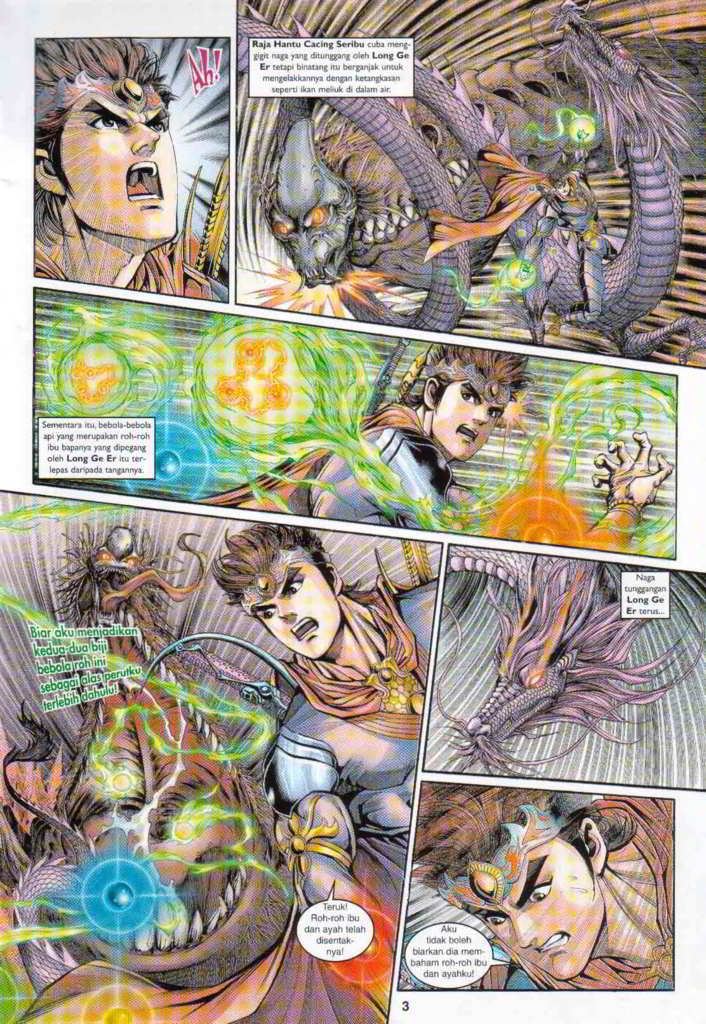 Ah!
Raja Hantu Cacing Seribu cuba meng-
gigit naga yang ditunggang oleh Long Ge
Er tetapi binatang itu berganjak untuk
mengelakkannya dengan ketangkasan
seperti ikan meliuk di dalam air.
Sementara itu, bebola-bebola
api yang merupakan roh-roh
ibu bapanya yang dipegang
oleh Long Ge Er itu ter-
lepas daripada tangannya.
Biar aku menjadikan
kedua-dua biji
bebola roh ini
sebagai alas perutku
terlebih dahulu!
Teruk!
Roh-roh ibu
dan ayah telah
disentak-
nya!
Naga
tunggangan
Long Ge
Er terus...
Aku
tidak boleh
biarkan dia mem-
baham roh-roh ibu
dan ayahku!
3